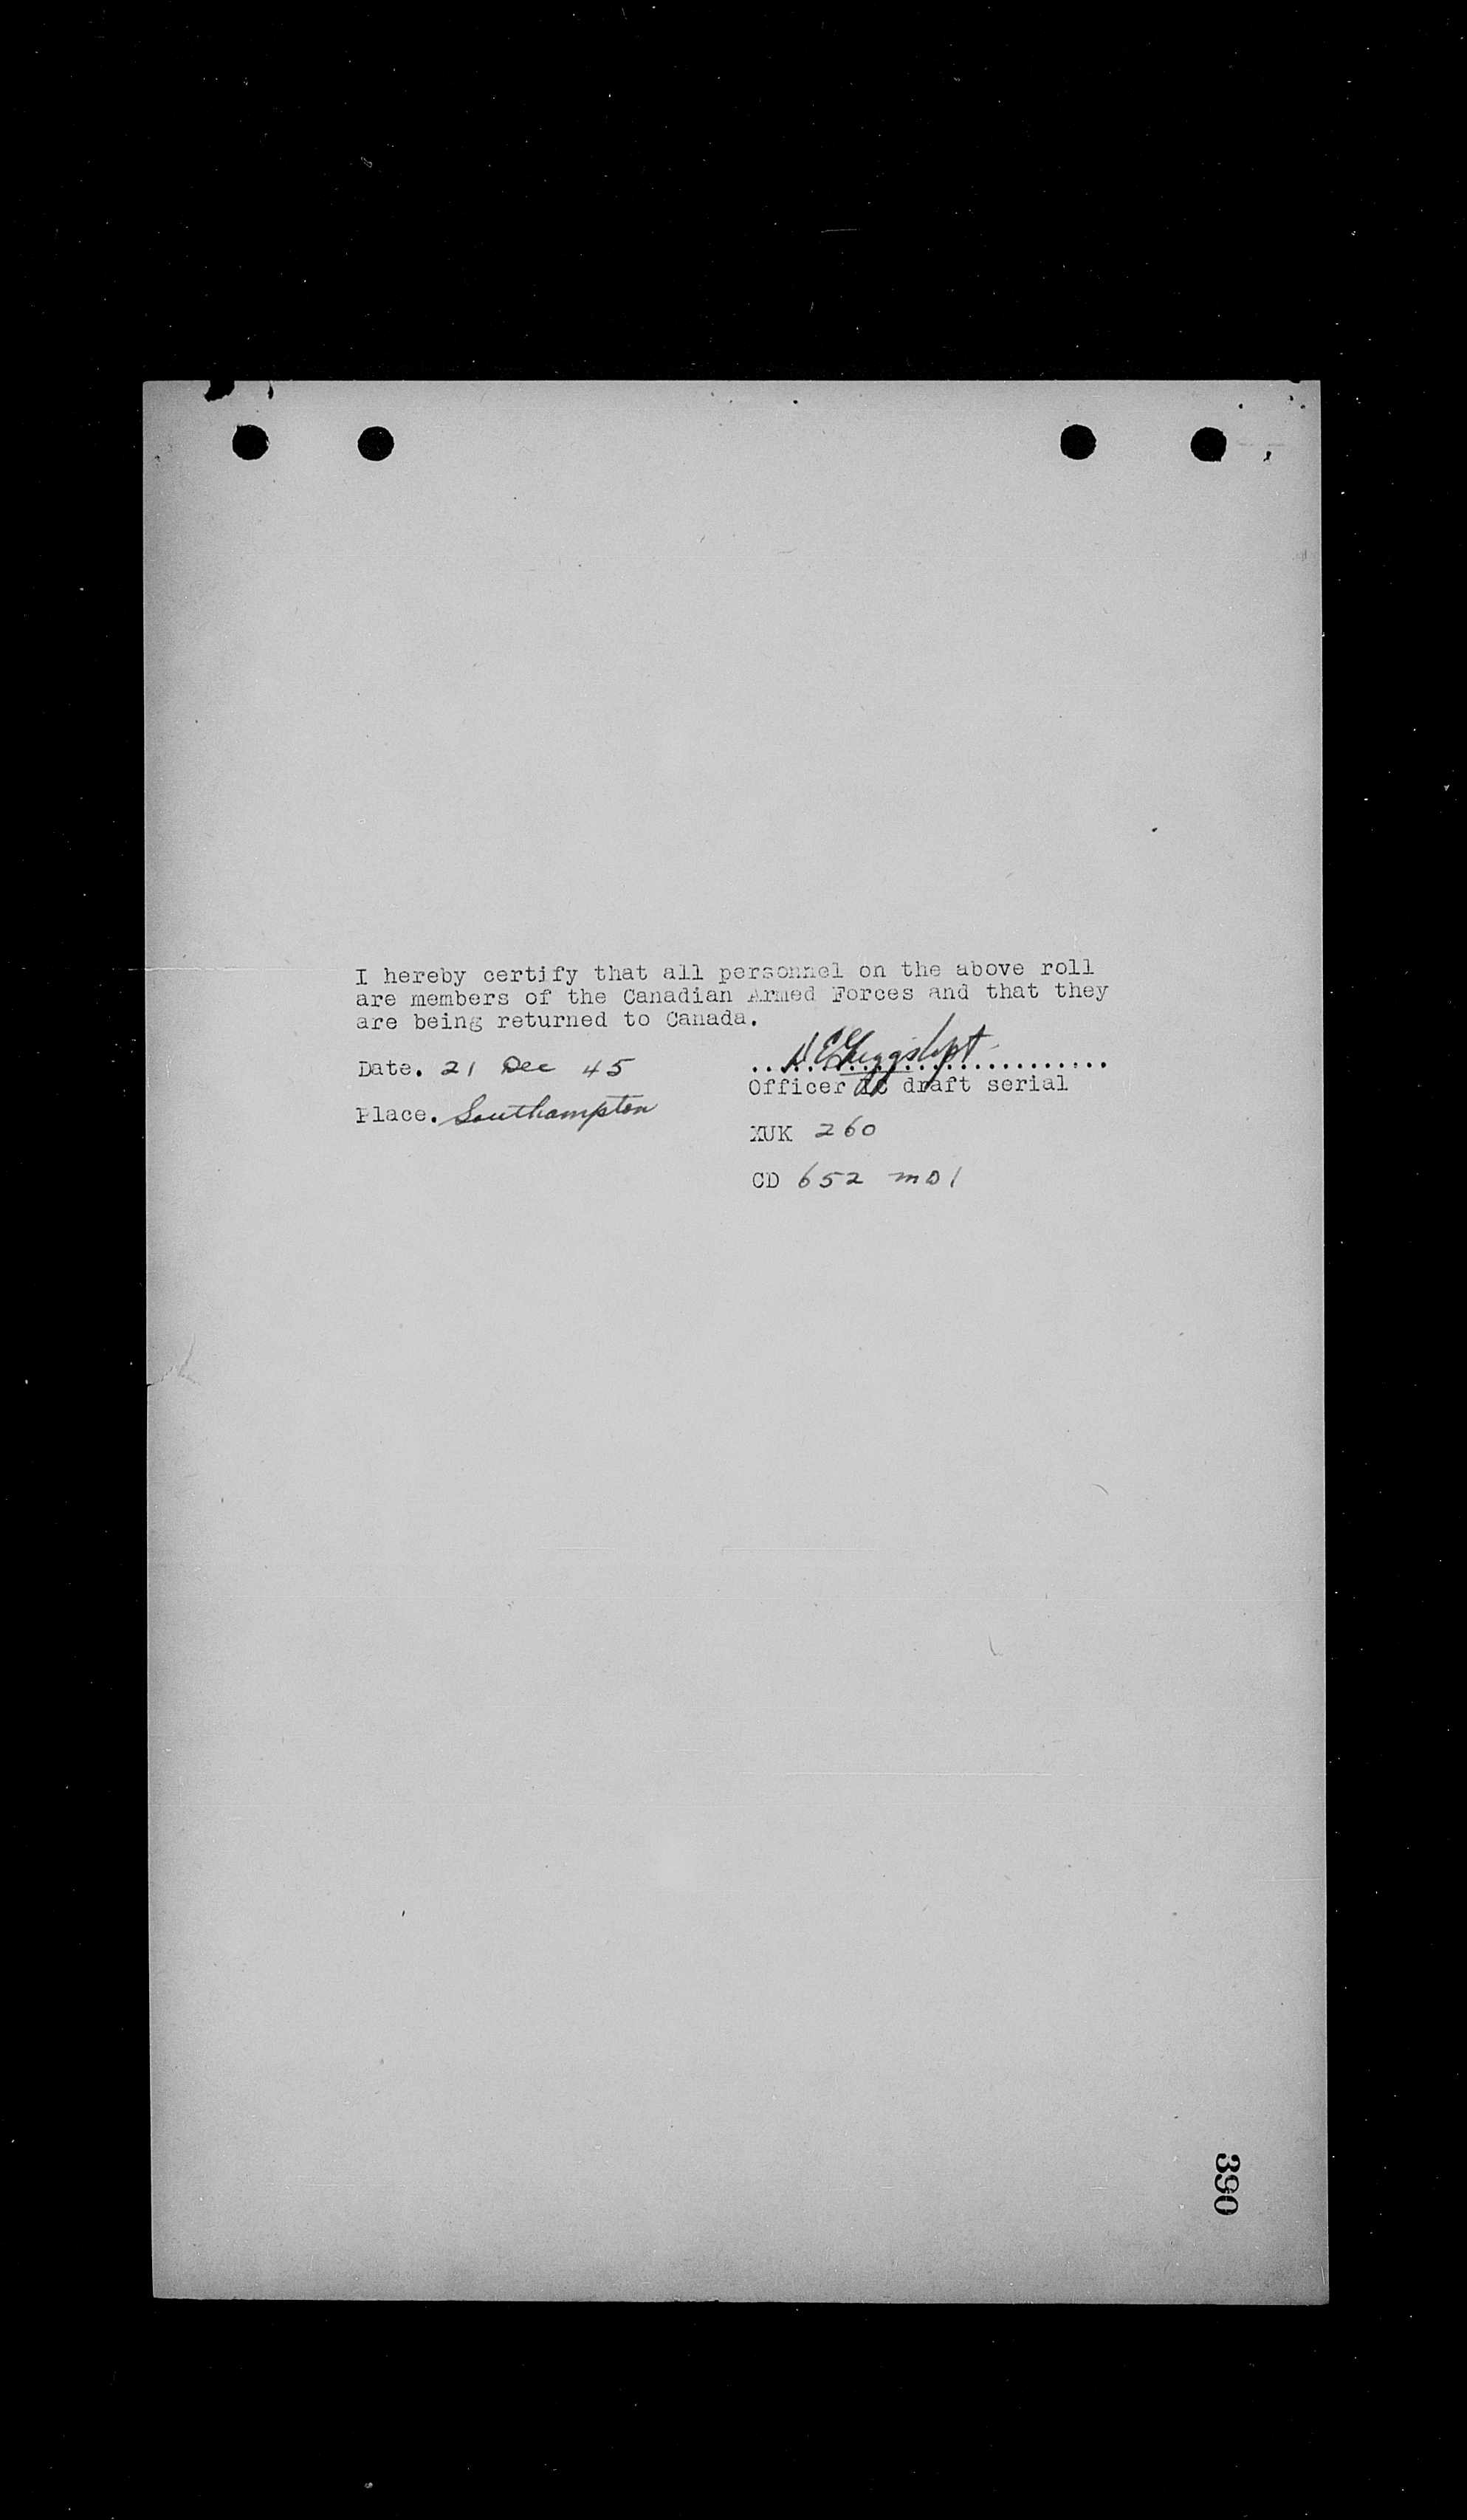 I hereby certify that all personnel on the above roll
are members of the Canadian Armed Forces and that they
are being returned to Canada.
Date. 21 Dec 45
Officer draft serial
Place. Southampton
XUK 260
CD 652 MD1
390